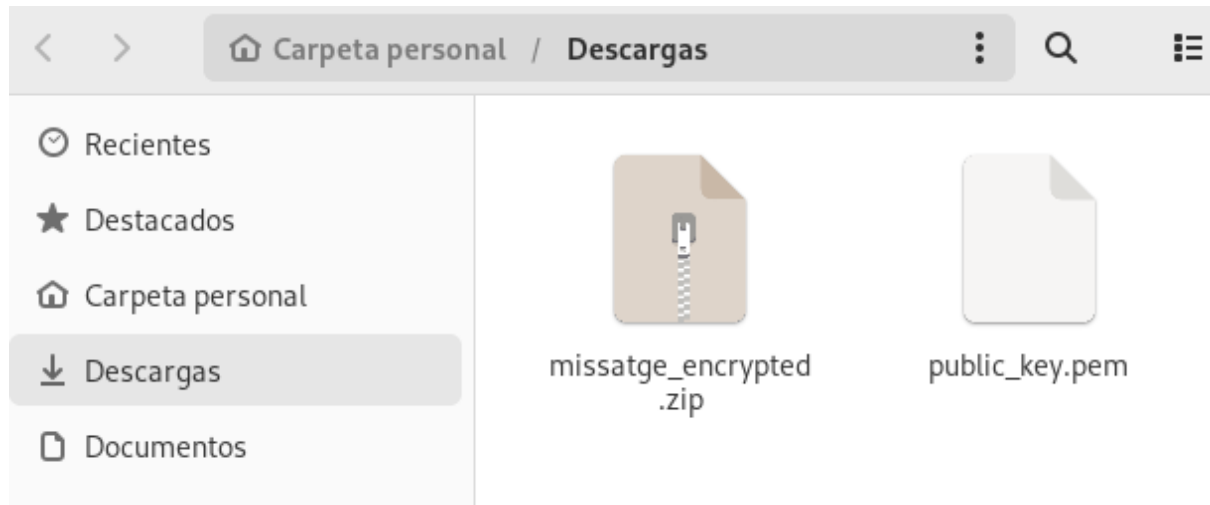 Carpeta personal / Descargas
Recientes
Destacados
Carpeta personal
Descargas
Documentos
missatge_encrypted
.zip
public_key.pem